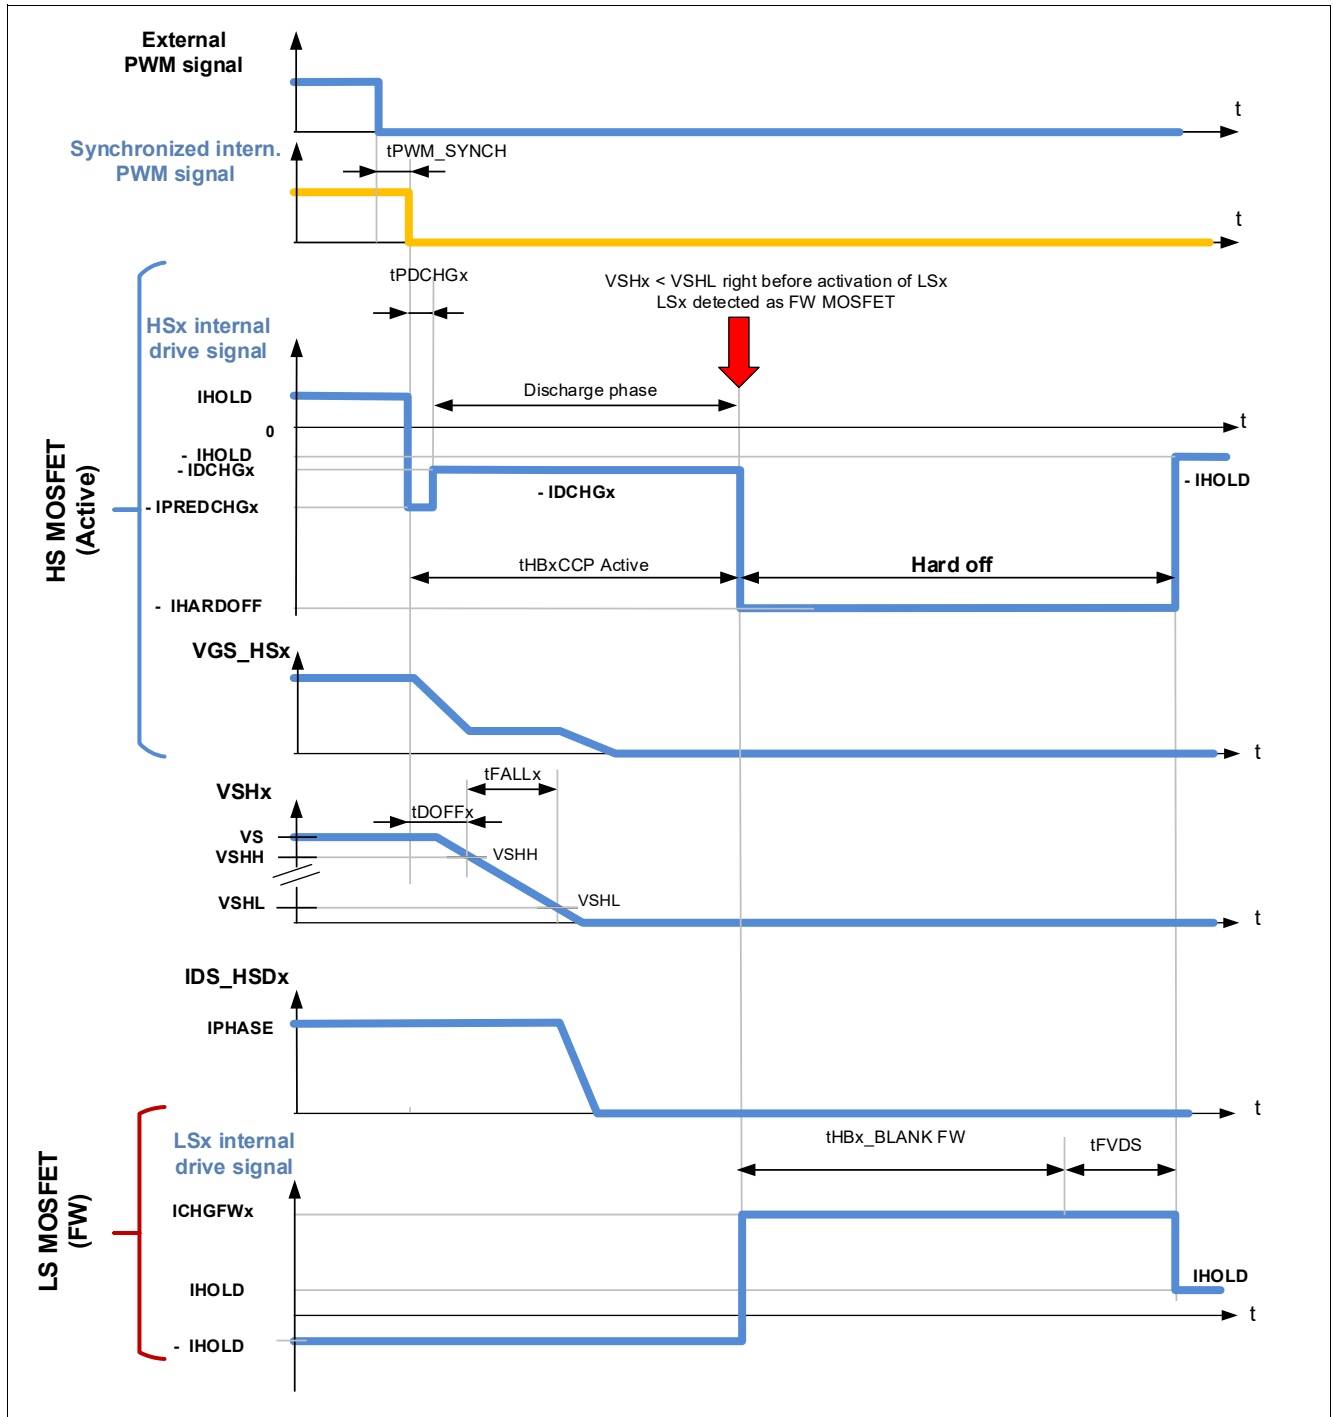 External
PWM signal
t
Synchronized intern.
PWM signal
tPWM_SYNCH
t
tPDCHGx
VSHx < VSHL right before activation of LSx
LSx detected as FW MOSFET
HSx internal
drive signal
IHOLD
Discharge phase
0
t
- IHOLD
- IDCHGx
- IDCHGx
- IHOLD
- IPREDCHGx
HS MOSFET
(Active)
tHBxCCP Active
Hard off
- IHARDOFF
VGS_HSx
t
VSHx
tFALLx
tDOFFx
VS
VSHH
VSHH
VSHL
VSHL
t
IDS_HSDx
IPHASE
t
LSx internal
drive signal
tHBx_BLANK FW
tFVDS
ICHGFWx
LS MOSFET
(FW)
IHOLD
IHOLD
t
- IHOLD